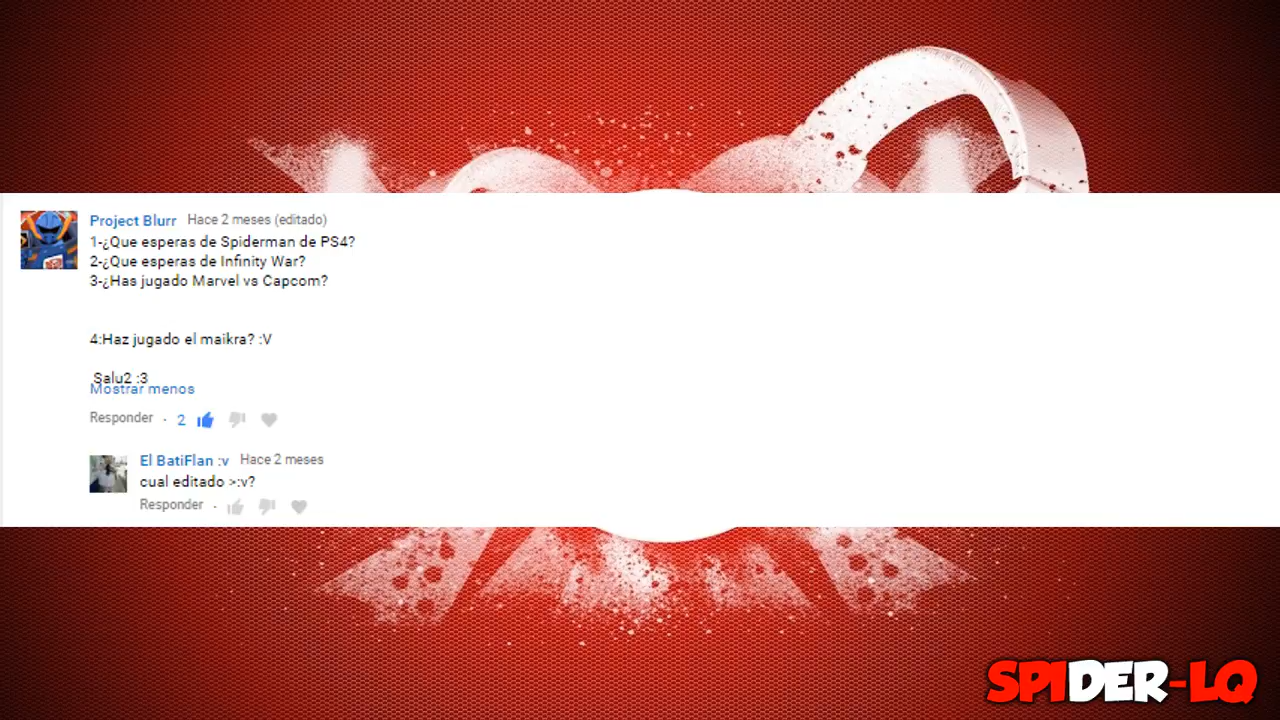 Project Blurr Hace 2 meses (editado)
1-¿Que esperas de Spiderman de PS4?
2-¿Que esperas de Infinity War?
3-¿Has jugado Marvel vs Capcom?
4:Haz jugado el maikra? :V
Salu2 :3
Mostrar menos
Responder · 2
El BatiFlan :v Hace 2 meses
cual editado >:v?
Responder ·
SPIDER-LQ